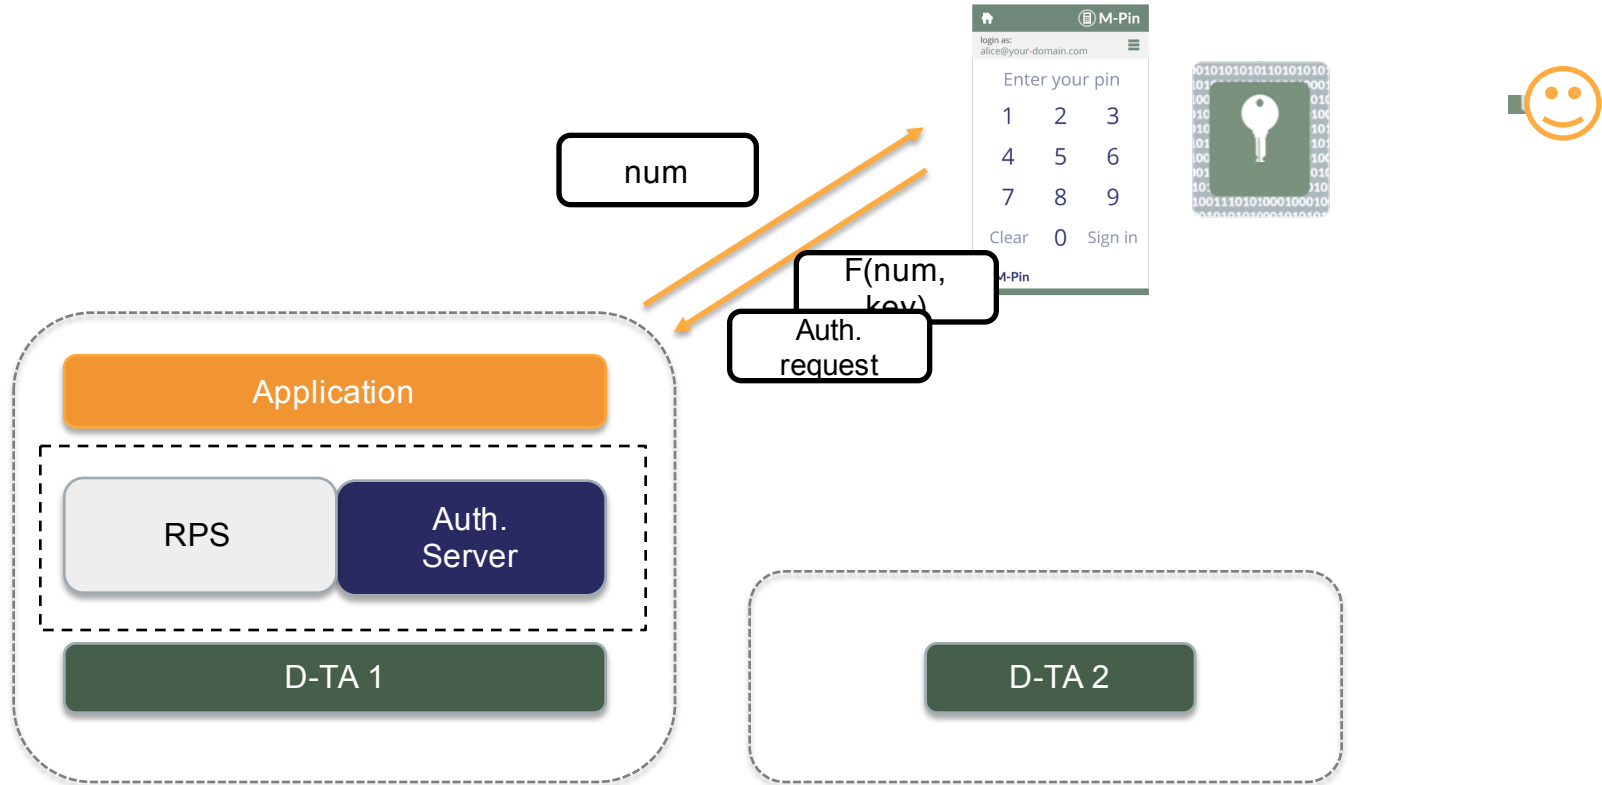 M-Pin
login as:
alice@your-domain.com
Enter your pin
1 2 3
4 5 6
7 8 9
Clear 0 Sign in
M-Pin
num
F(num,
key)
Auth.
request
Application
RPS
Auth.
Server
D-TA 1
D-TA 2